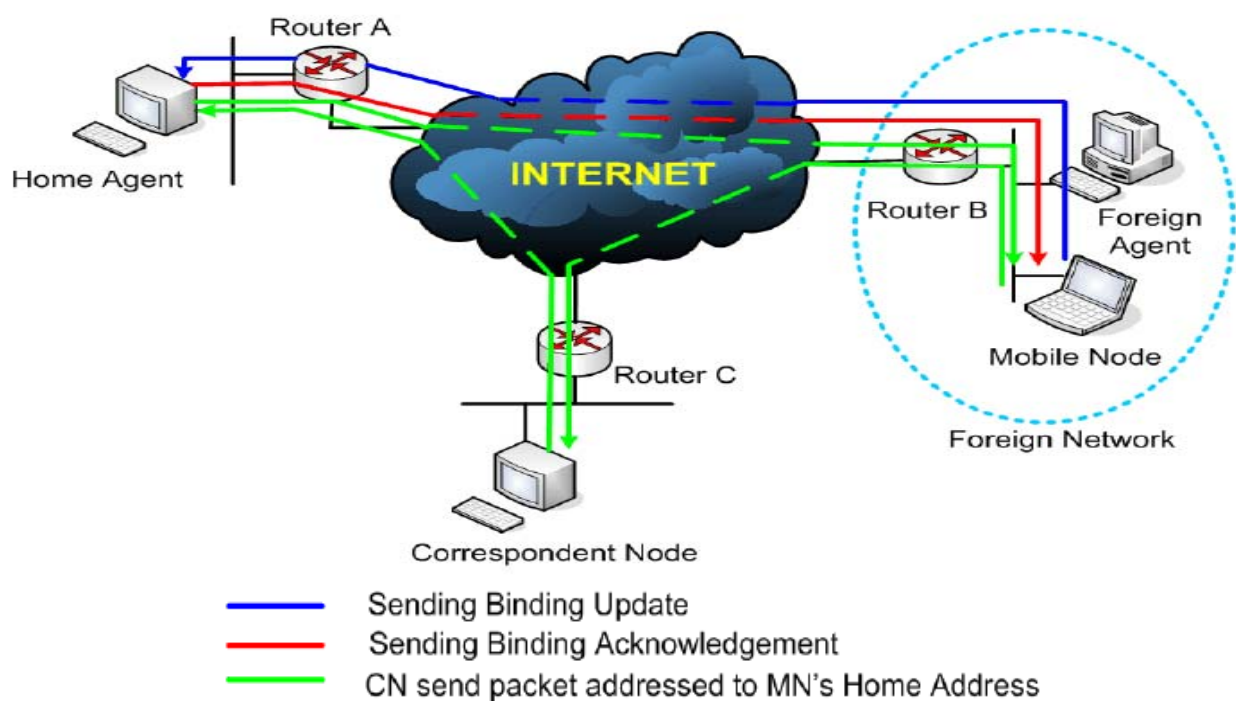 Router A
Home Agent
INTERNET
Router B
Foreign
Agent
Mobile Node
Router C
Foreign Network
Correspondent Node
Sending Binding Update
Sending Binding Acknowledgement
CN send packet addressed to MN's Home Address